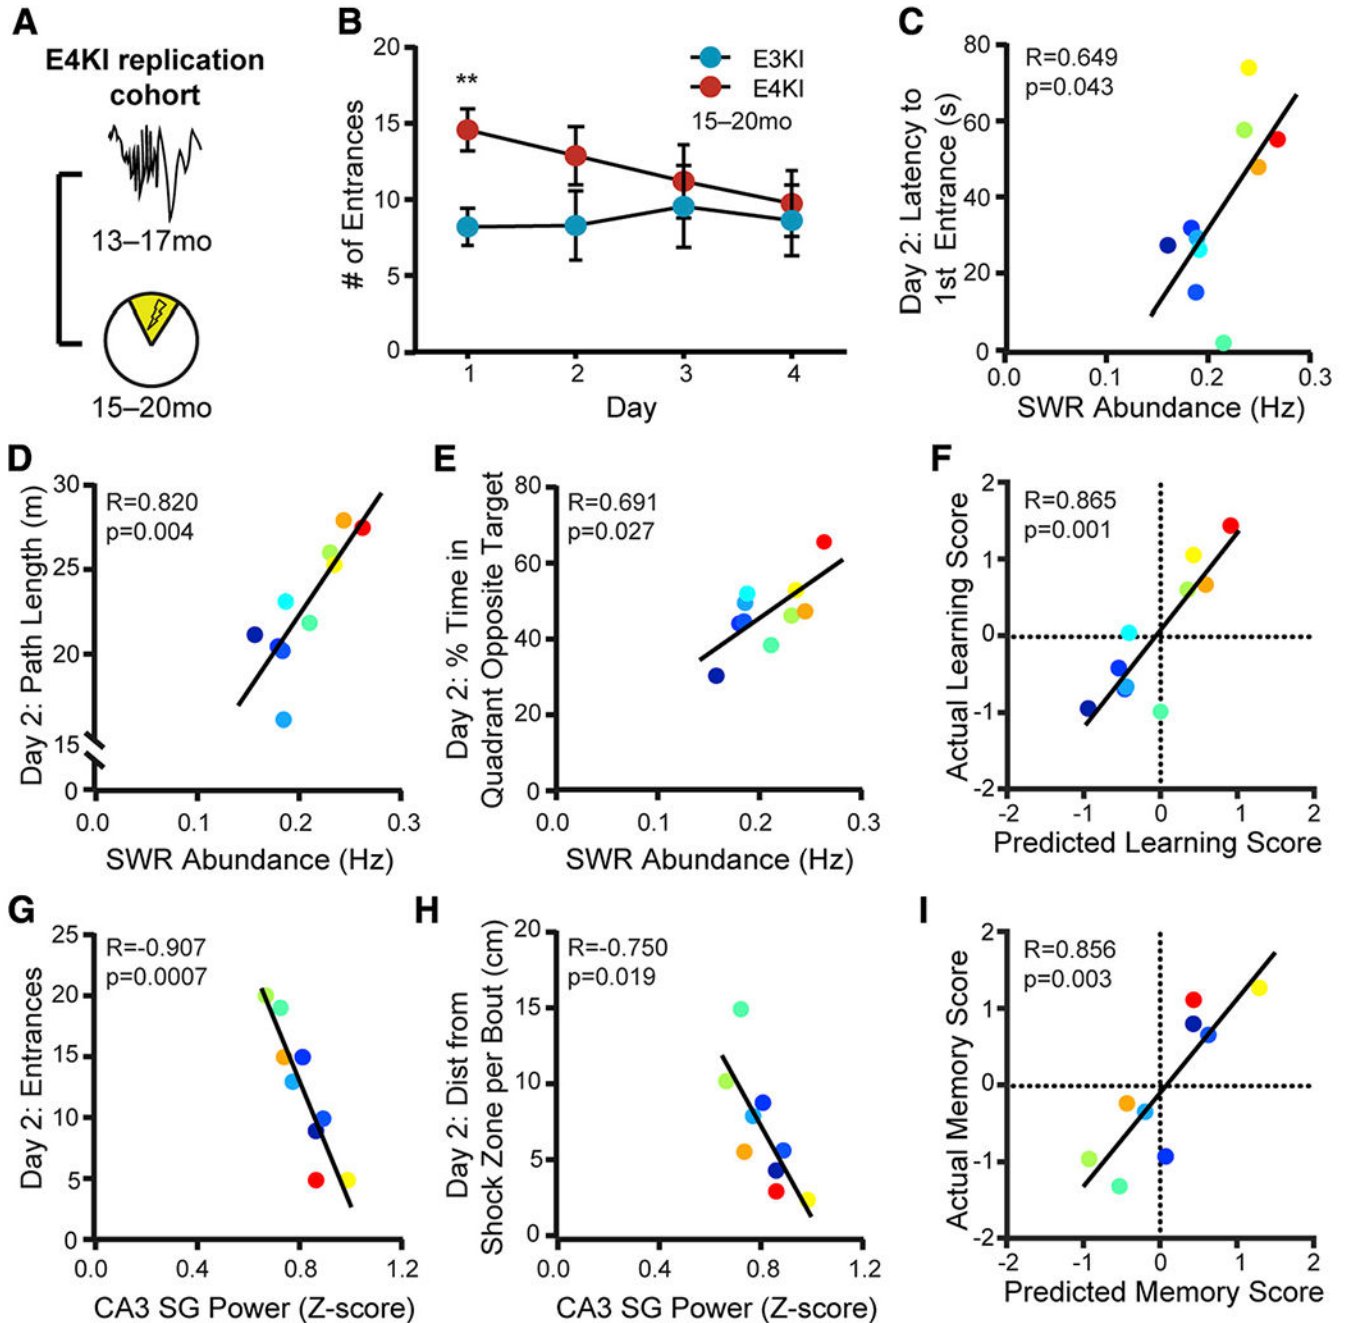 A
E4KI replication
cohort
13–17mo
15–20mo
B
# of Entrances
20
15
10
5
0
**
E3KI
E4KI
15–20mo
1 2 3 4
Day
C
Day 2: Latency to
1st Entrance (s)
80
60
40
20
0
R=0.649
p=0.043
0.0 0.1 0.2 0.3
SWR Abundance (Hz)
D
Day 2: Path Length (m)
30
25
20
15
0
R=0.820
p=0.004
0.0 0.1 0.2 0.3
SWR Abundance (Hz)
E
Day 2: % Time in
Quadrant Opposite Target
80
60
40
20
0
R=0.691
p=0.027
0.0 0.1 0.2 0.3
SWR Abundance (Hz)
F
Actual Learning Score
2
1
0
-1
-2
R=0.865
p=0.001
-2 -1 0 1 2
Predicted Learning Score
G
Day 2: Entrances
25
20
15
10
5
0
R=-0.907
p=0.0007
0.0 0.4 0.8 1.2
CA3 SG Power (Z-score)
H
Day 2: Dist from
Shock Zone per Bout (cm)
20
15
10
5
0
R=-0.750
p=0.019
0.0 0.4 0.8 1.2
CA3 SG Power (Z-score)
I
Actual Memory Score
2
1
0
-1
-2
R=0.856
p=0.003
-2 -1 0 1 2
Predicted Memory Score